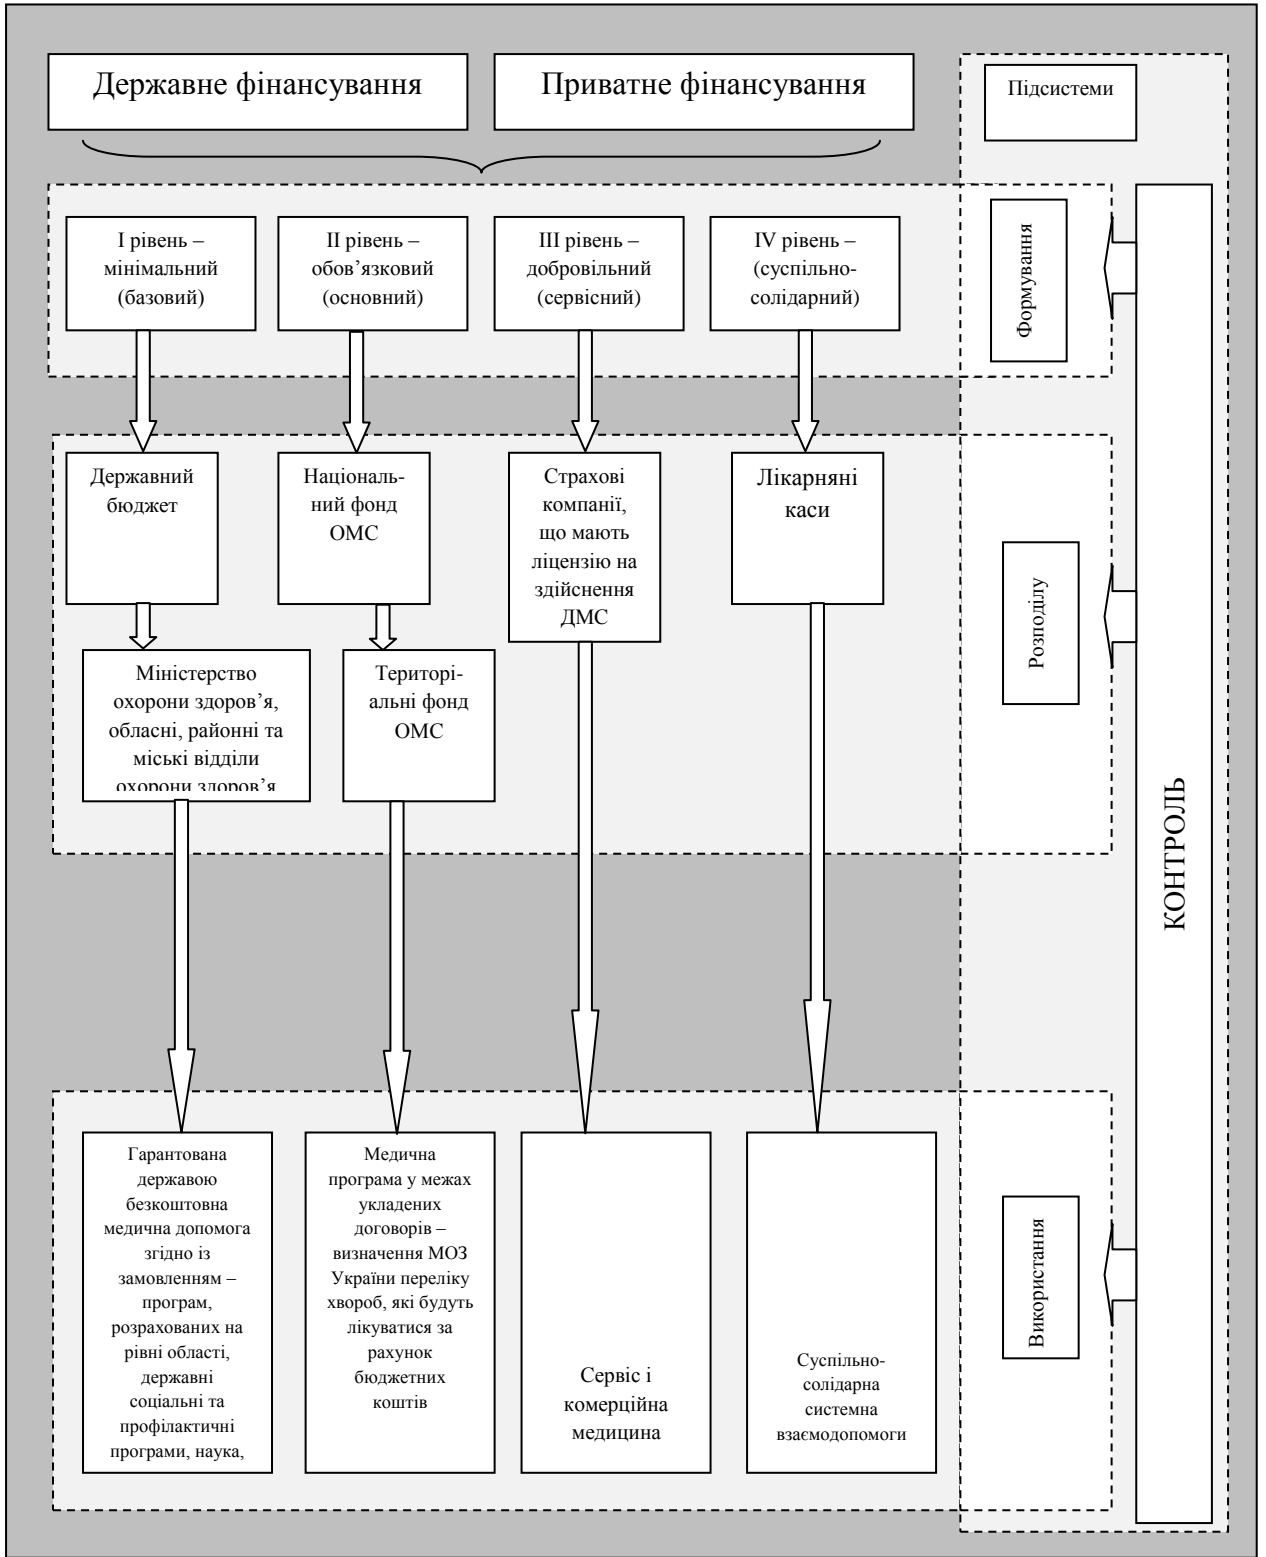 Державне фінансування
Приватне фінансування
Підсистеми
І рівень –
мінімальний
(базовий)
ІІ рівень –
обов’язковий
(основний)
ІІІ рівень –
добровільний
(сервісний)
IV рівень –
(суспільно-
солідарний)
Формування
Державний
бюджет
Національ-
ний фонд
ОМС
Страхові
компанії,
що мають
ліцензію на
здійснення
ДМС
Лікарняні
каси
Розподілу
Міністерство
охорони здоров’я,
обласні, районні та
міські відділи
охорони здоров’я
Територі-
альні фонд
ОМС
КОНТРОЛЬ
Гарантована
державою
безкоштовна
медична допомога
згідно із
замовленням –
програм,
розрахованих на
рівні області,
державні
соціальні та
профілактичні
програми, наука,
Медична
програма у межах
укладених
договорів –
визначення МОЗ
України переліку
хвороб, які будуть
лікуватися за
рахунок
бюджетних
коштів
Сервіс і
комерційна
медицина
Суспільно-
солідарна
системна
взаємодопомоги
Використання